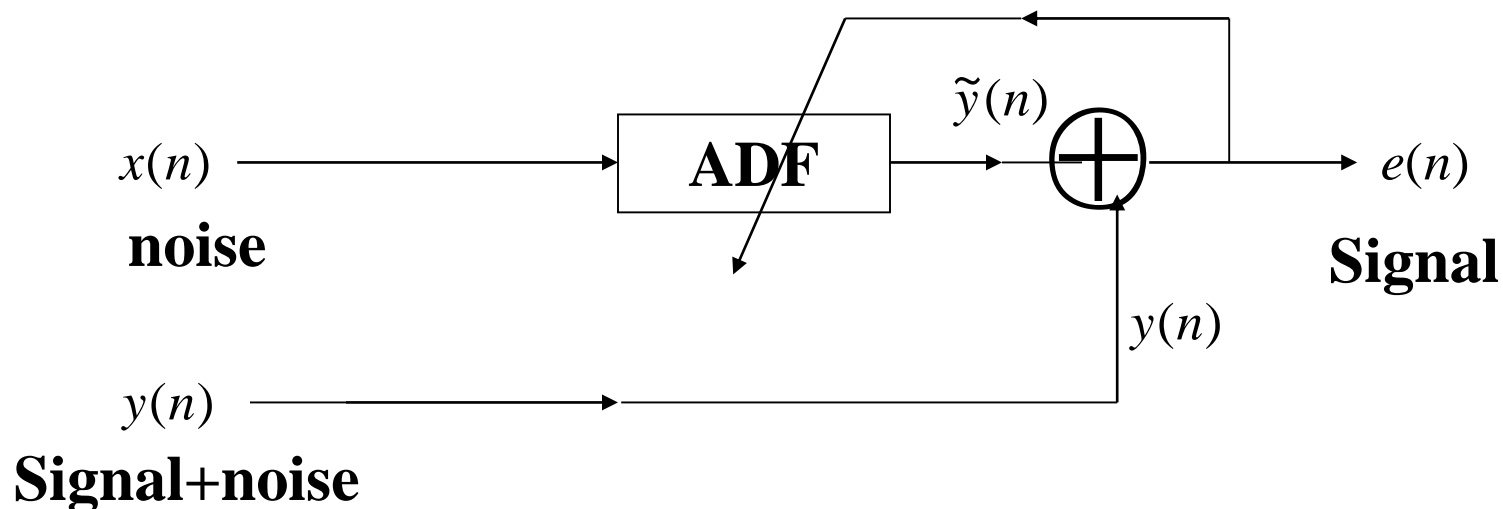 ỹ(n)
x(n)
ADF
e(n)
noise
Signal
y(n)
y(n)
Signal+noise